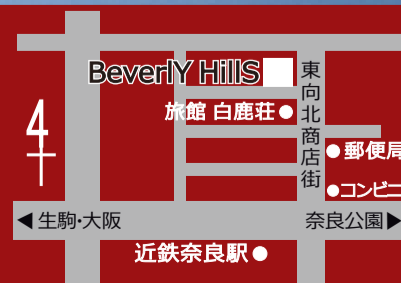 BeverlY HillS
東向北商店街
旅館 白鹿荘●
●郵便局
●コンビニ
◀生駒・大阪
奈良公園▶
近鉄奈良駅●